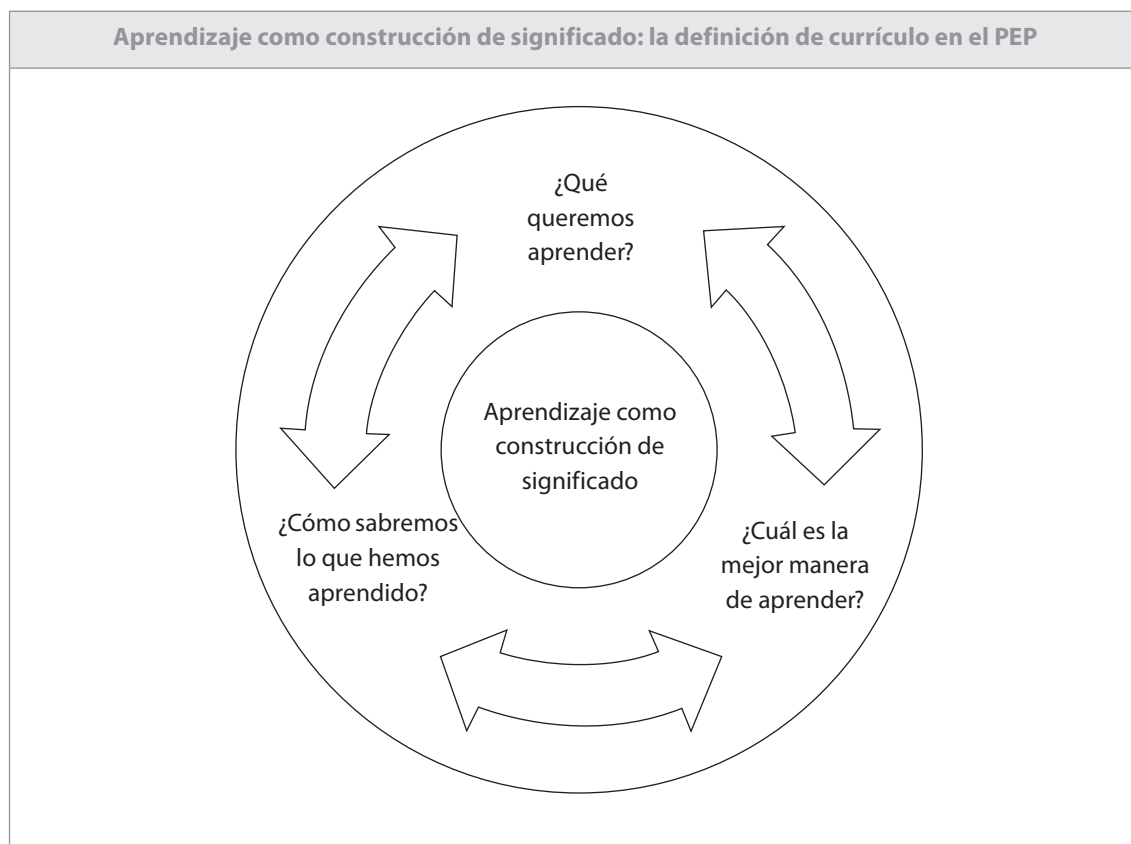 Aprendizaje como construcción de significado: la definición de currículo en el PEP
¿Qué
queremos
aprender?
Aprendizaje como
construcción de
significado
¿Cómo sabremos
lo que hemos
aprendido?
¿Cuál es la
mejor manera
de aprender?